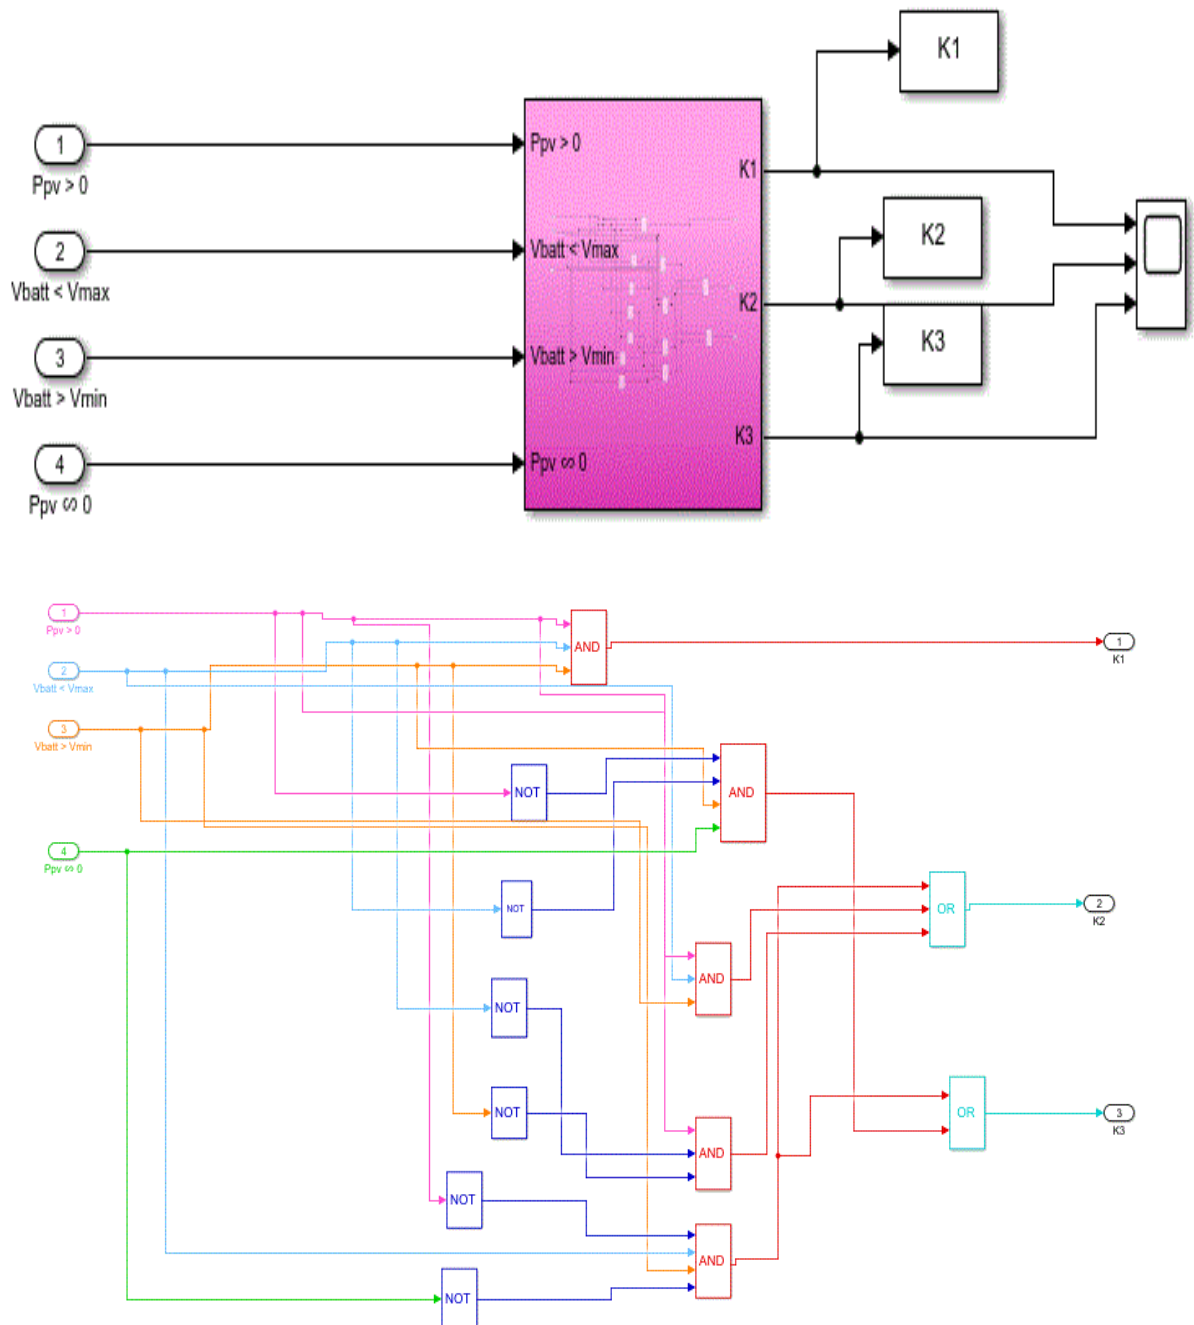 K1
1
Ppv > 0
Ppv > 0
K1
2
Vbatt < Vmax
Vbatt < Vmax
K2
K2
3
Vbatt > Vmin
Vbatt > Vmin
K3
K3
4
Ppv ∽ 0
Ppv ∽ 0
1
Ppv > 0
AND
1
K1
2
Vbatt < Vmax
3
Vbatt > Vmin
NOT
AND
4
Ppv ∽ 0
NOT
OR
2
K2
AND
NOT
NOT
OR
3
K3
AND
NOT
AND
NOT